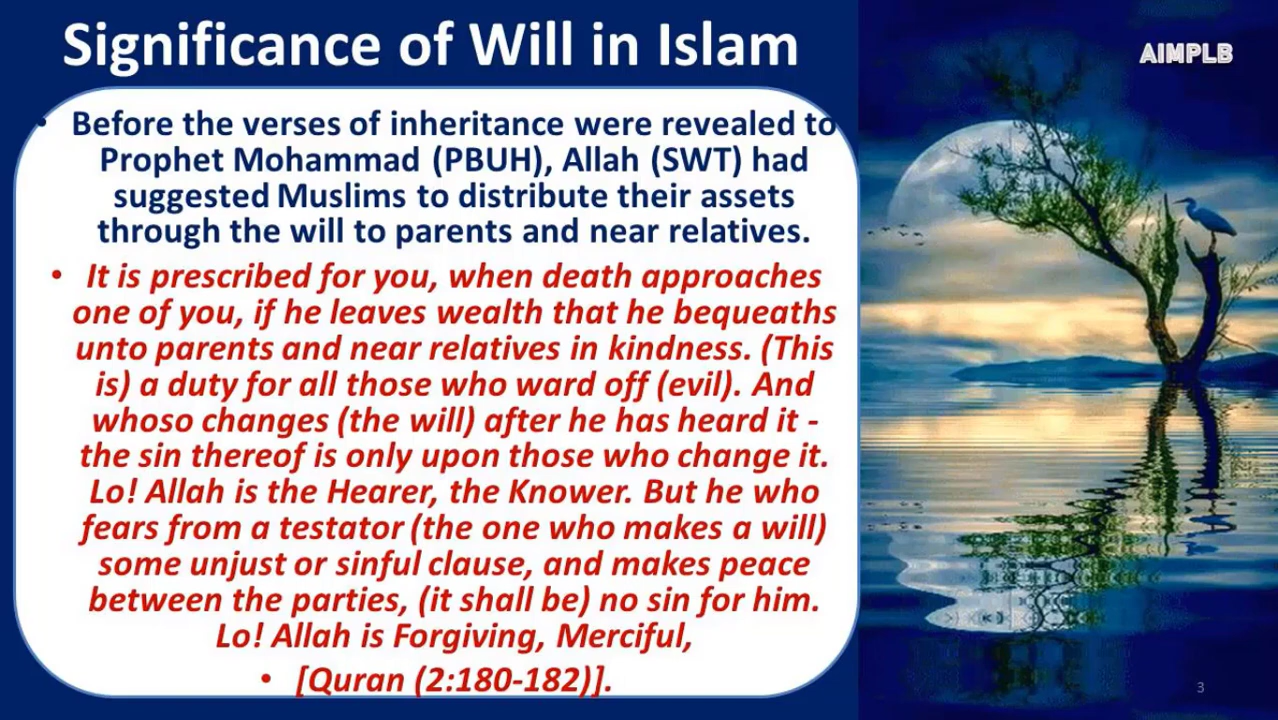 Significance of Will in Islam
AIMPLB
• Before the verses of inheritance were revealed to
Prophet Mohammad (PBUH), Allah (SWT) had
suggested Muslims to distribute their assets
through the will to parents and near relatives.
• It is prescribed for you, when death approaches
one of you, if he leaves wealth that he bequeaths
unto parents and near relatives in kindness. (This
is) a duty for all those who ward off (evil). And
whoso changes (the will) after he has heard it -
the sin thereof is only upon those who change it.
Lo! Allah is the Hearer, the Knower. But he who
fears from a testator (the one who makes a will)
some unjust or sinful clause, and makes peace
between the parties, (it shall be) no sin for him.
Lo! Allah is Forgiving, Merciful,
• [Quran (2:180-182)].
3